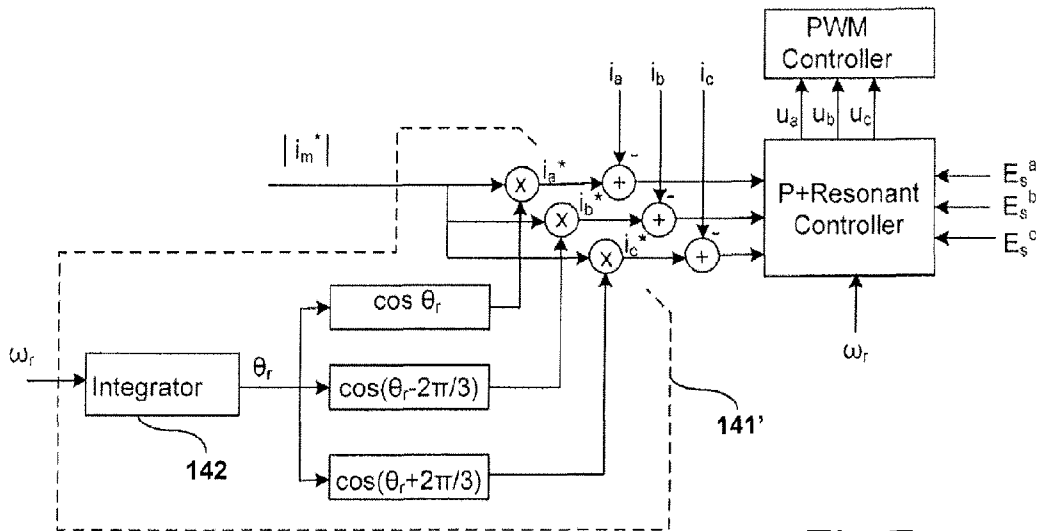 PWM
Controller
i_a
i_b
i_c
u_a u_b u_c
| i_m* |
X
i_a*
+
-
X
i_b*
+
-
X
i_c*
+
-
P+Resonant
Controller
E_s^a
E_s^b
E_s^c
ω_r
cos θ_r
ω_r
Integrator
θ_r
cos(θ_r-2π/3)
cos(θ_r+2π/3)
142
141'